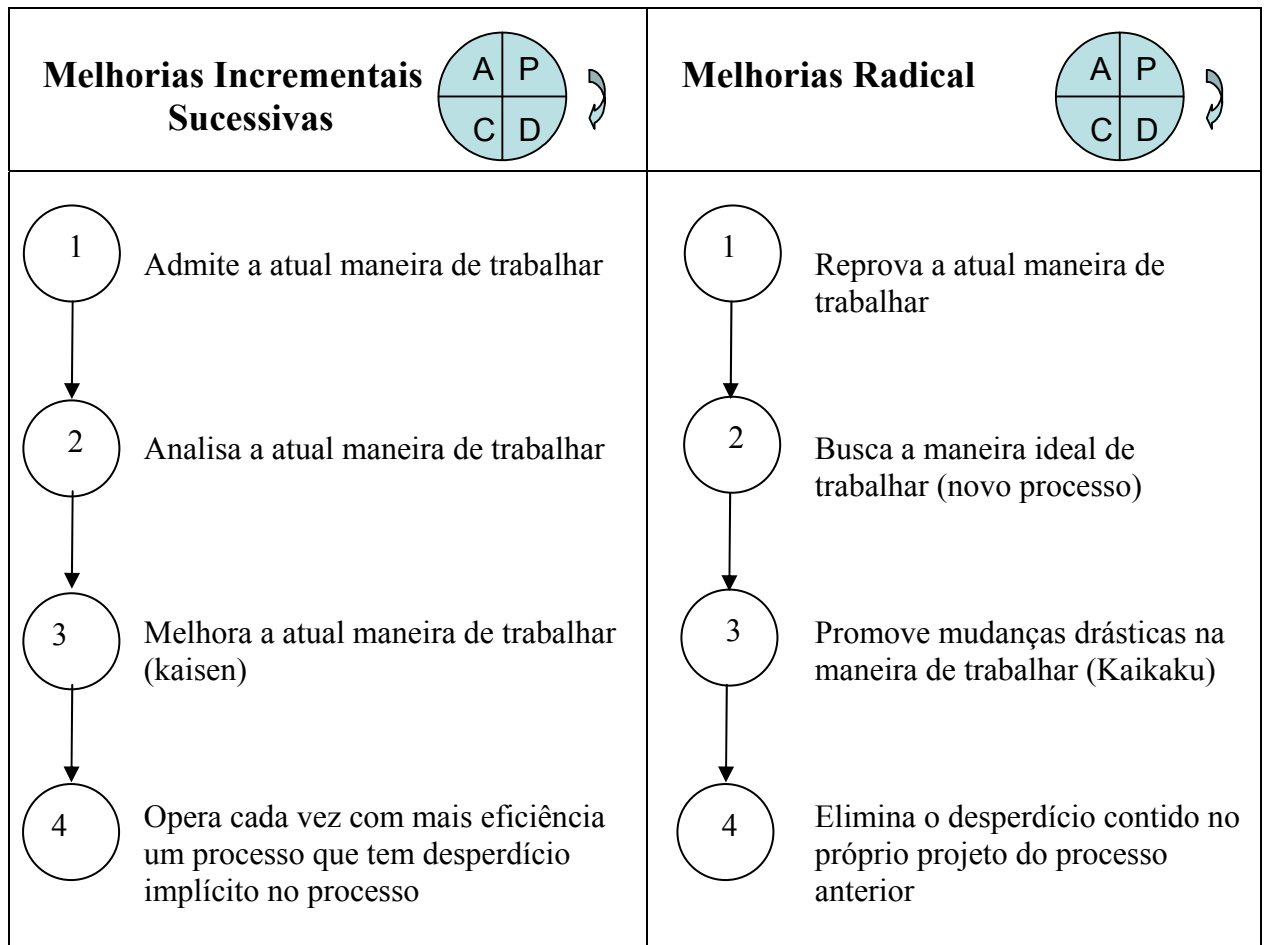 Melhorias Incrementais
Sucessivas
A P
C D
1
Admite a atual maneira de trabalhar
2
Analisa a atual maneira de trabalhar
3
Melhora a atual maneira de trabalhar
(kaisen)
4
Opera cada vez com mais eficiência
um processo que tem desperdício
implícito no processo
Melhorias Radical
A P
C D
1
Reprova a atual maneira de
trabalhar
2
Busca a maneira ideal de
trabalhar (novo processo)
3
Promove mudanças drásticas na
maneira de trabalhar (Kaikaku)
4
Elimina o desperdício contido no
próprio projeto do processo
anterior